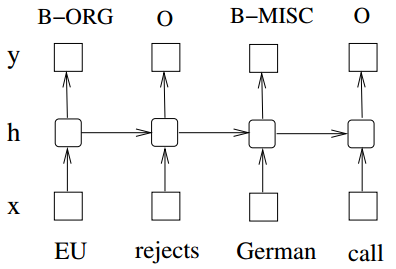 B−ORG O B−MISC O
y
h
x
EU rejects German call